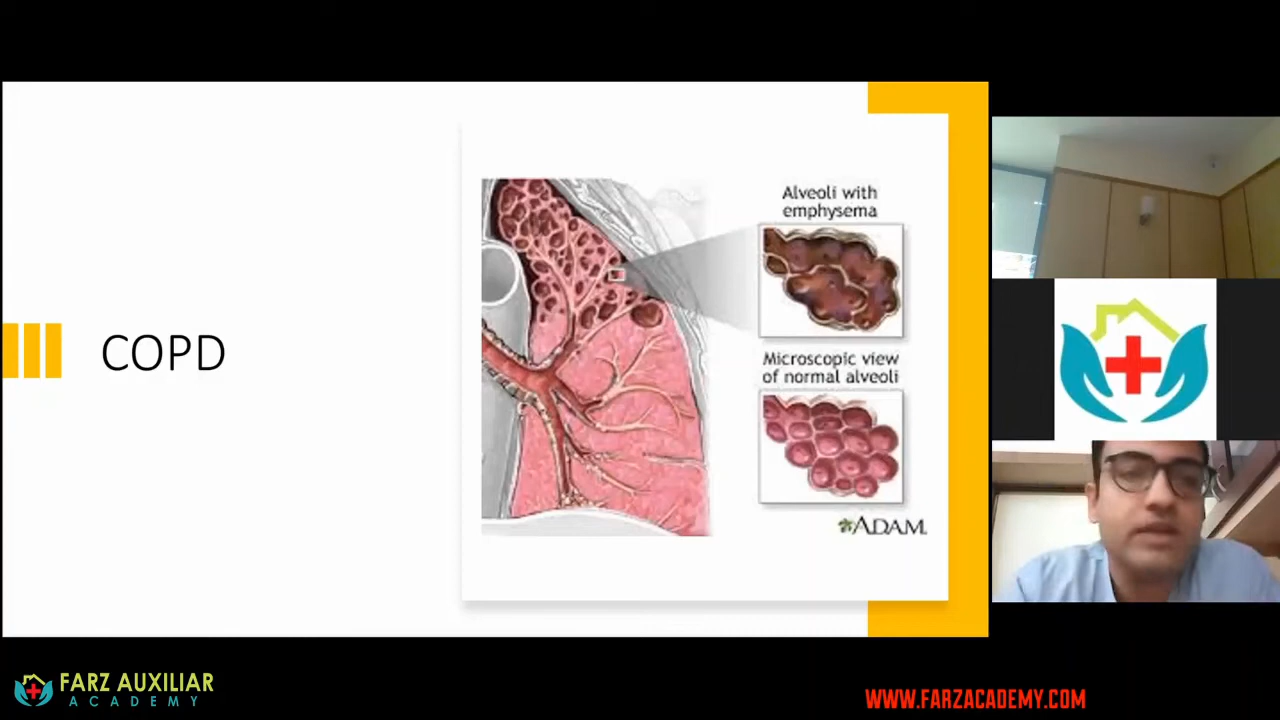 COPD
Alveoli with
emphysema
Microscopic view
of normal alveoli
ADAM.
FARZ AUXILIAR
ACADEMY
WWW.FARZACADEMY.COM